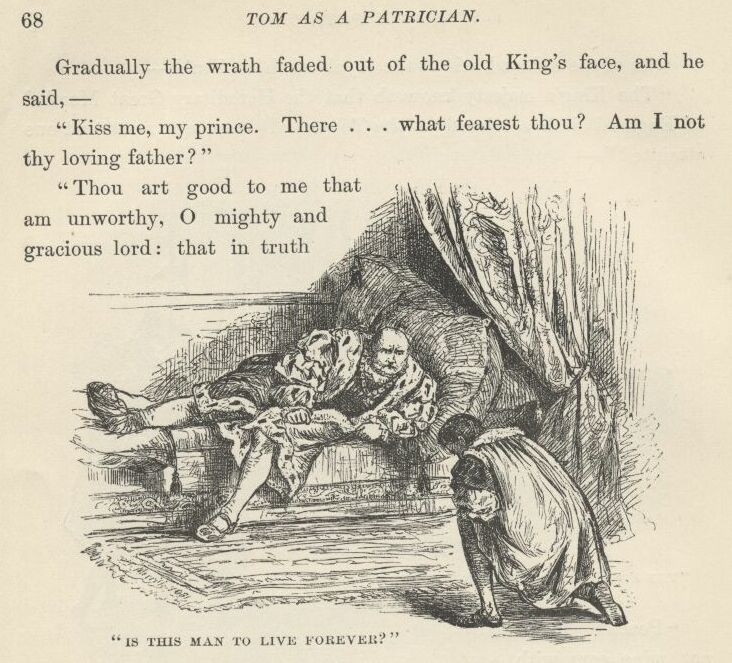 68
TOM AS A PATRICIAN.
Gradually the wrath faded out of the old King's face, and he
said, —
“Kiss me, my prince. There . . . what fearest thou? Am I not
thy loving father?”
“Thou art good to me that
am unworthy, O mighty and
gracious lord: that in truth
“IS THIS MAN TO LIVE FOREVER?”